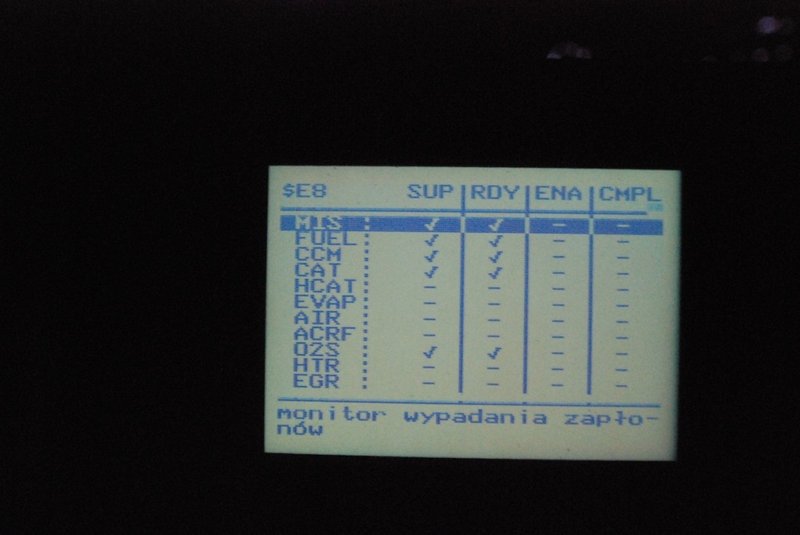 $E8 SUP RDY ENA CMPL
MIS : ✓ ✓ - -
FUEL: ✓ ✓ - -
CCM : ✓ ✓ - -
CAT : ✓ ✓ - -
HCAT: - - - -
EVAP: - - - -
AIR : - - - -
ACRF: - - - -
O2S : ✓ ✓ - -
HTR : - - - -
EGR : - - - -
monitor wypadania zapło-
nów